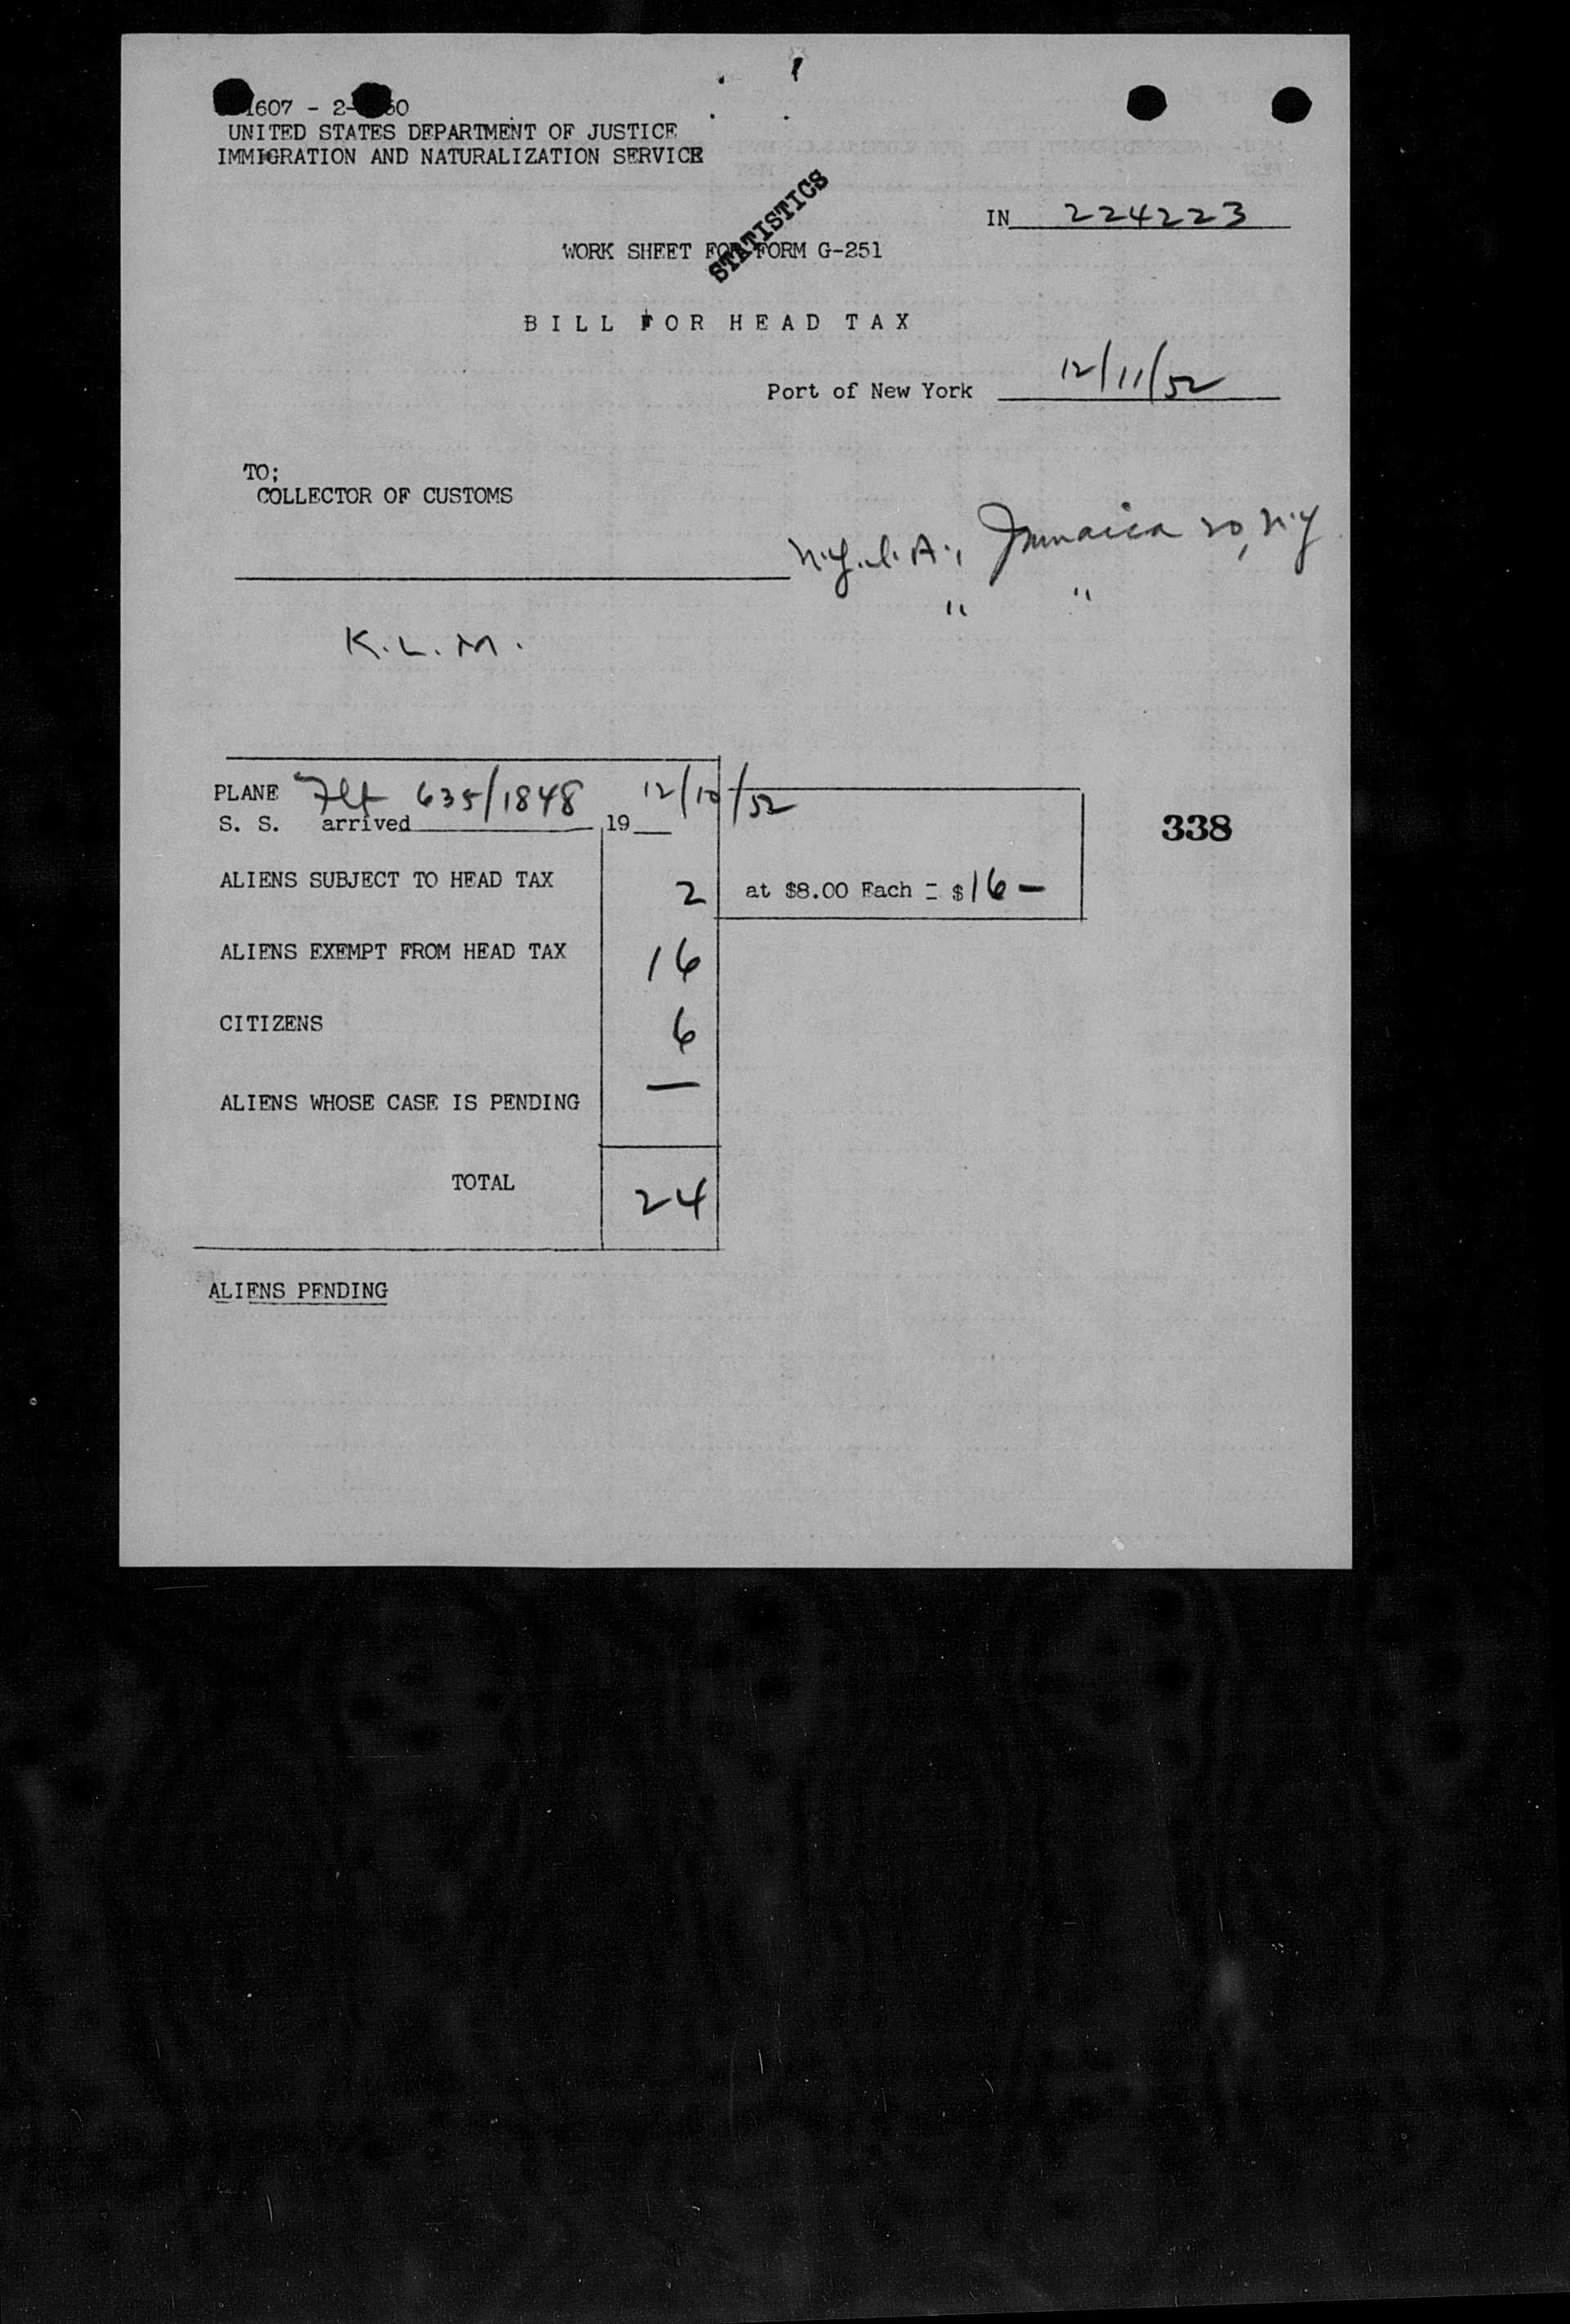 1607 - 2-
UNITED STATES DEPARTMENT OF JUSTICE
IMMIGRATION AND NATURALIZATION SERVICE
STATISTICS
IN 224223
WORK SHEET FOR FORM G-251
BILL FOR HEAD TAX
Port of New York 12/11/52
TO;
COLLECTOR OF CUSTOMS
N.Y.I.A., Jamaica 20, N.Y.
" "
K.L.M.
PLANE Flt 635/1848 12/10/52
S. S. arrived 19
338
ALIENS SUBJECT TO HEAD TAX 2 at $8.00 Each = $16 -
ALIENS EXEMPT FROM HEAD TAX 16
CITIZENS 6
ALIENS WHOSE CASE IS PENDING —
TOTAL 24
ALIENS PENDING